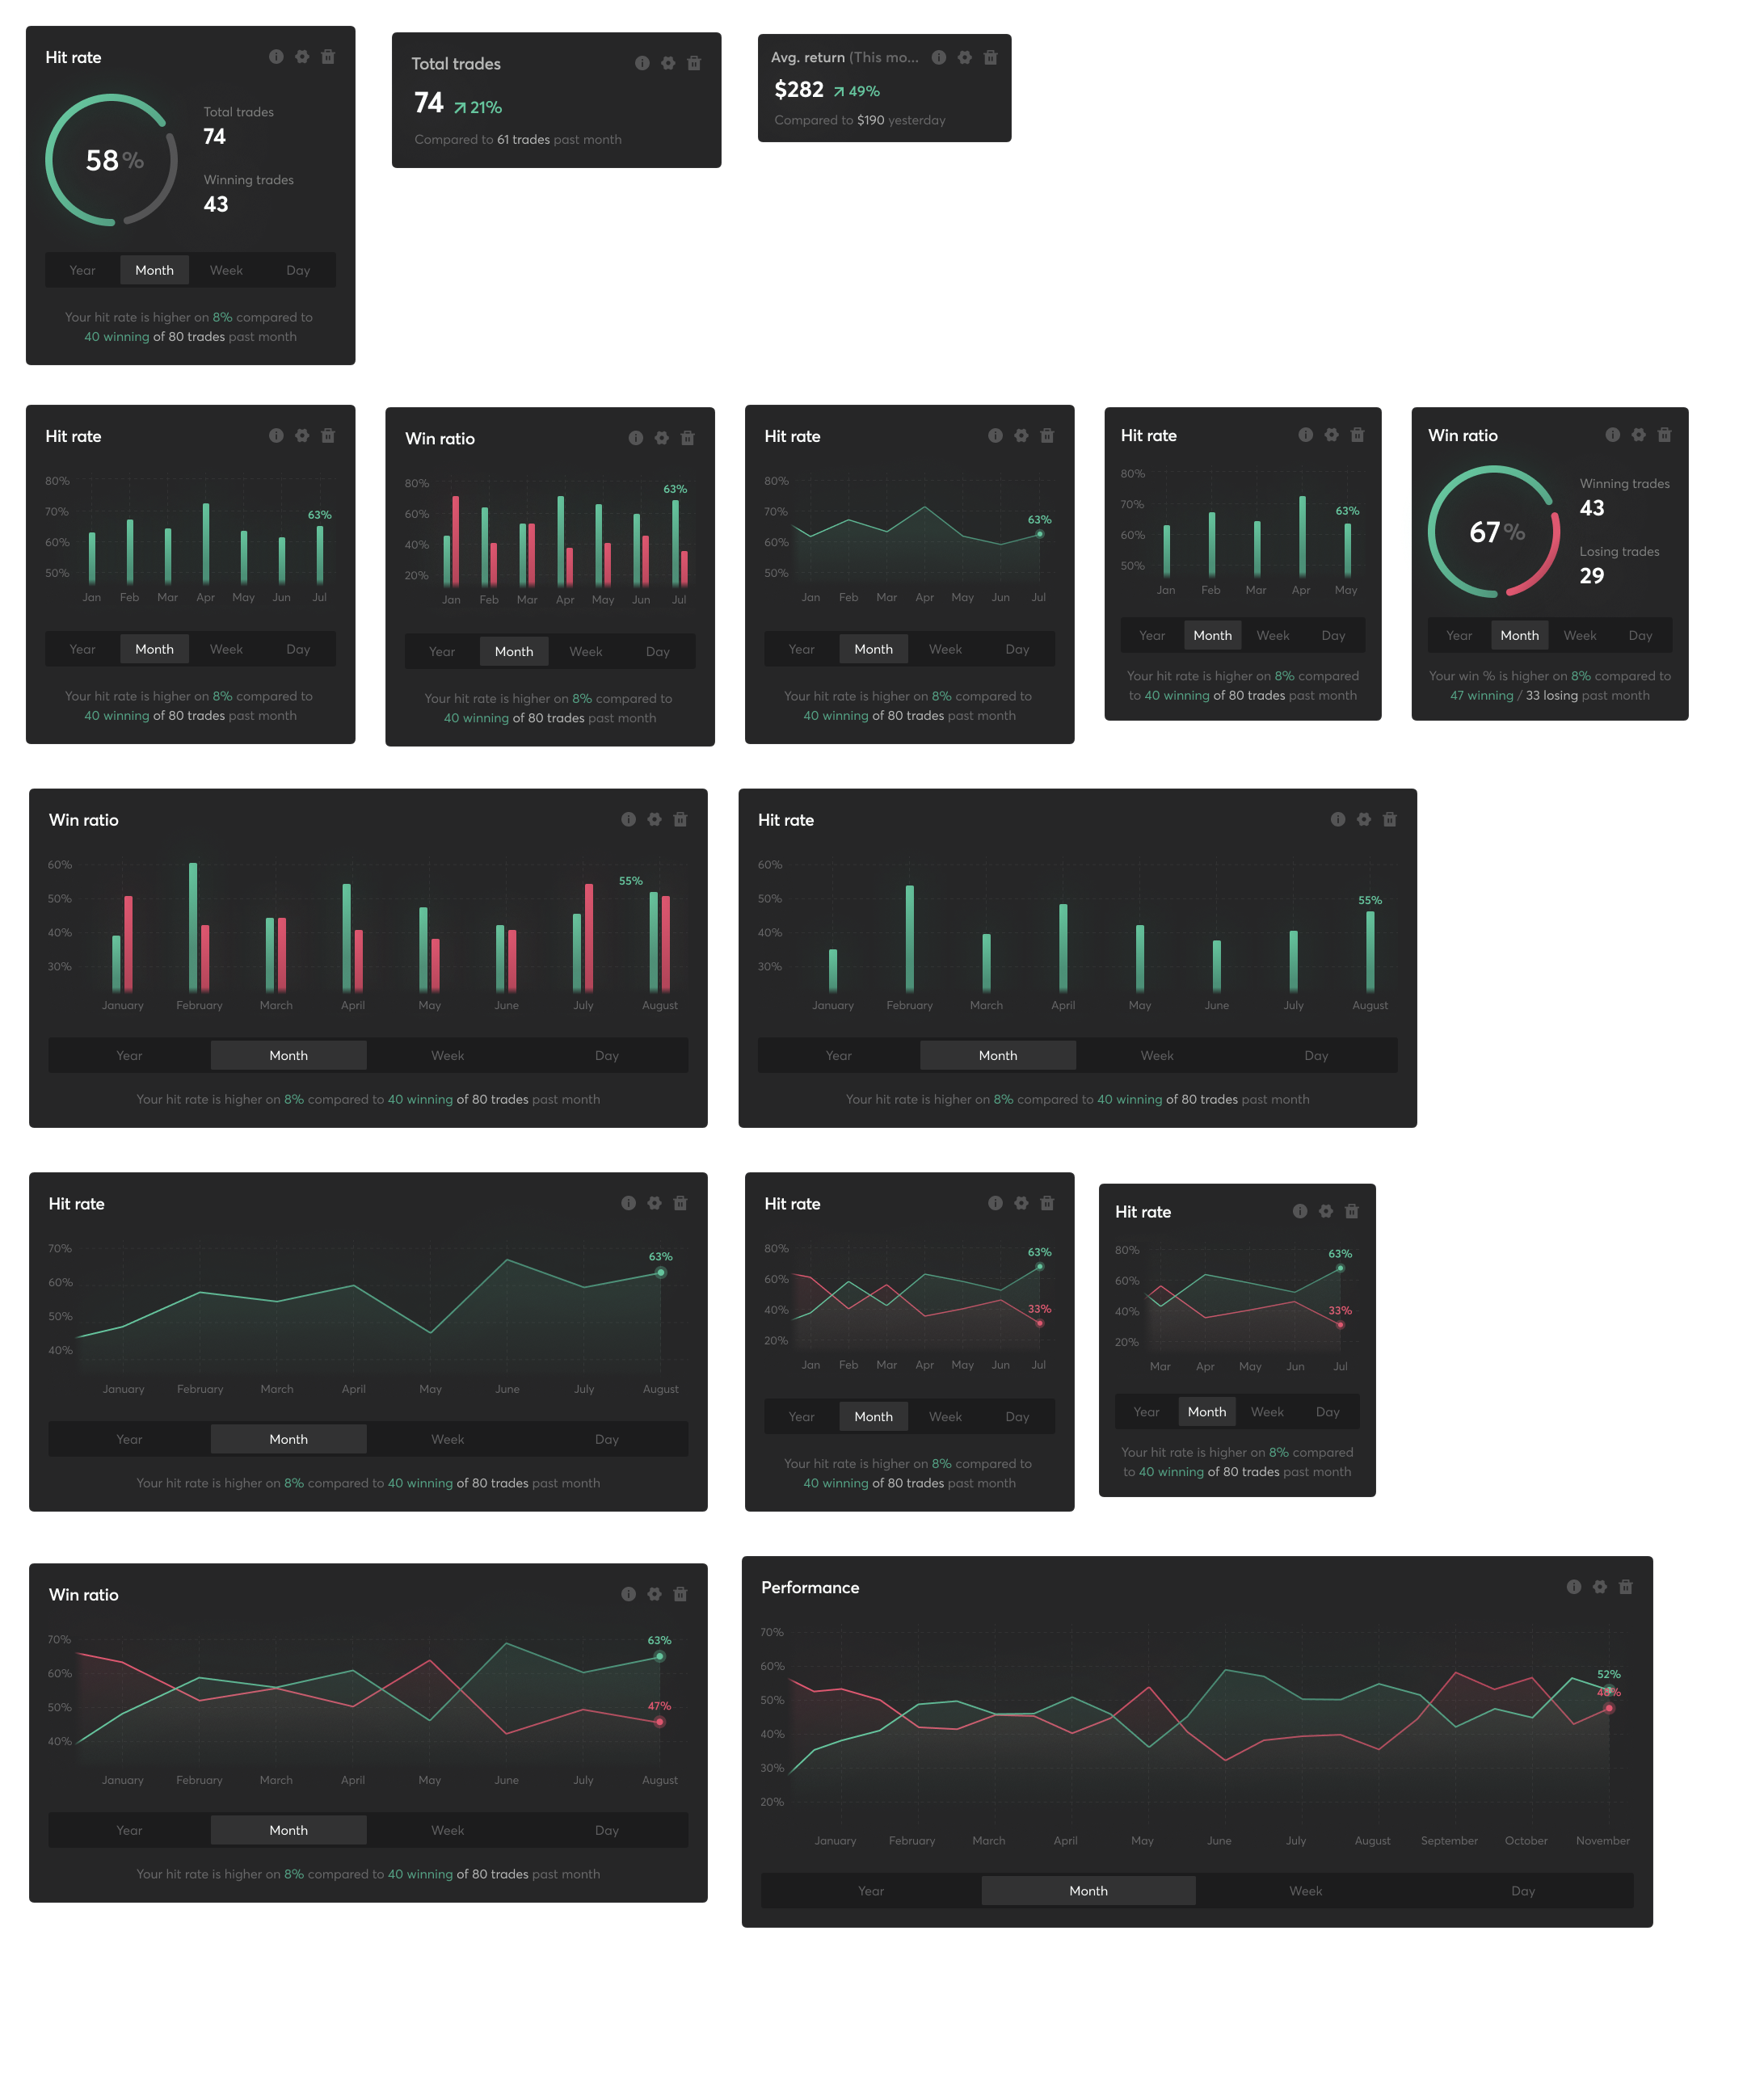 Hit rate
58 %
Total trades
74
Winning trades
43
Year Month Week Day
Your hit rate is higher on 8% compared to
40 winning of 80 trades past month
Total trades
74 21%
Compared to 61 trades past month
Avg. return (This mo...
$282 49%
Compared to $190 yesterday
Hit rate
80%
70%
63%
60%
50%
Jan Feb Mar Apr May Jun Jul
Year Month Week Day
Your hit rate is higher on 8% compared to
40 winning of 80 trades past month
Win ratio
80%
63%
60%
40%
20%
Jan Feb Mar Apr May Jun Jul
Year Month Week Day
Your hit rate is higher on 8% compared to
40 winning of 80 trades past month
Hit rate
80%
70%
63%
60%
50%
Jan Feb Mar Apr May Jun Jul
Year Month Week Day
Your hit rate is higher on 8% compared to
40 winning of 80 trades past month
Hit rate
80%
70%
63%
60%
50%
Jan Feb Mar Apr May
Year Month Week Day
Your hit rate is higher on 8% compared
to 40 winning of 80 trades past month
Win ratio
67 %
Winning trades
43
Losing trades
29
Year Month Week Day
Your win % is higher on 8% compared to
47 winning / 33 losing past month
Win ratio
60%
55%
50%
40%
30%
January February March April May June July August
Year Month Week Day
Your hit rate is higher on 8% compared to 40 winning of 80 trades past month
Hit rate
60%
50%
55%
40%
30%
January February March April May June July August
Year Month Week Day
Your hit rate is higher on 8% compared to 40 winning of 80 trades past month
Hit rate
70%
63%
60%
50%
40%
January February March April May June July August
Year Month Week Day
Your hit rate is higher on 8% compared to 40 winning of 80 trades past month
Hit rate
80%
63%
60%
40%
33%
20%
Jan Feb Mar Apr May Jun Jul
Year Month Week Day
Your hit rate is higher on 8% compared to
40 winning of 80 trades past month
Hit rate
80%
63%
60%
40%
33%
20%
Mar Apr May Jun Jul
Year Month Week Day
Your hit rate is higher on 8% compared
to 40 winning of 80 trades past month
Win ratio
70%
63%
60%
50%
47%
40%
January February March April May June July August
Year Month Week Day
Your hit rate is higher on 8% compared to 40 winning of 80 trades past month
Performance
70%
60%
52%
50%
40%
30%
20%
January February March April May June July August September October November
Year Month Week Day